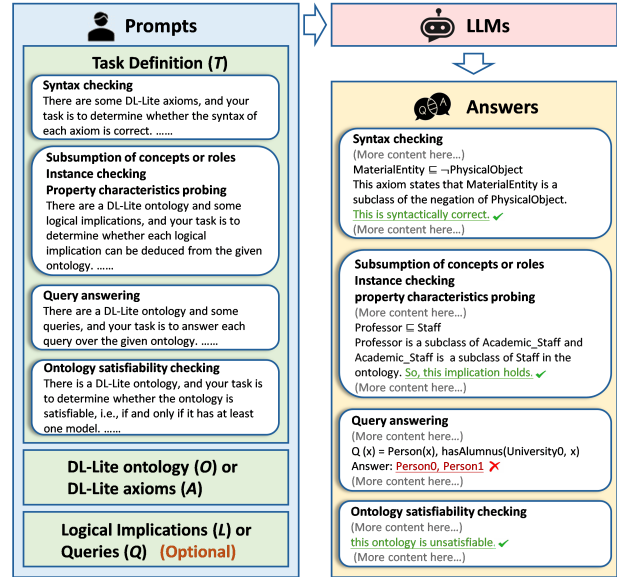 Prompts
Task Definition (T)
Syntax checking
There are some DL-Lite axioms, and your
task is to determine whether the syntax of
each axiom is correct. ......
Subsumption of concepts or roles
Instance checking
Property characteristics probing
There are a DL-Lite ontology and some
logical implications, and your task is to
determine whether each logical
implication can be deduced from the given
ontology. ......
Query answering
There are a DL-Lite ontology and some
queries, and your task is to answer each
query over the given ontology. ......
Ontology satisfiability checking
There is a DL-Lite ontology, and your task is
to determine whether the ontology is
satisfiable, i.e., if and only if it has at least
one model. ......
DL-Lite ontology (O) or
DL-Lite axioms (A)
Logical Implications (L) or
Queries (Q) (Optional)
LLMs
Q & A
Answers
Syntax checking
(More content here...)
MaterialEntity ⊑ ¬PhysicalObject
This axiom states that MaterialEntity is a
subclass of the negation of PhysicalObject.
This is syntactically correct. ✓
(More content here...)
Subsumption of concepts or roles
Instance checking
property characteristics probing
(More content here...)
Professor ⊑ Staff
Professor is a subclass of Academic_Staff and
Academic_Staff is a subclass of Staff in the
ontology. So, this implication holds. ✓
(More content here...)
Query answering
(More content here...)
Q (x) = Person(x), hasAlumnus(University0, x)
Answer: Person0, Person1 ✗
(More content here...)
Ontology satisfiability checking
(More content here...)
this ontology is unsatisfiable. ✓
(More content here...)